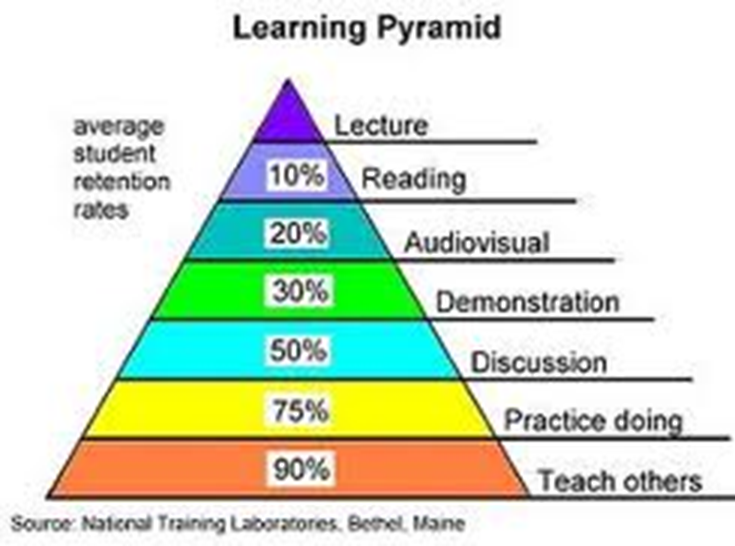 Learning Pyramid
average
student
retention
rates
Lecture
10% Reading
20% Audiovisual
30% Demonstration
50% Discussion
75% Practice doing
90% Teach others
Source: National Training Laboratories, Bethel, Maine